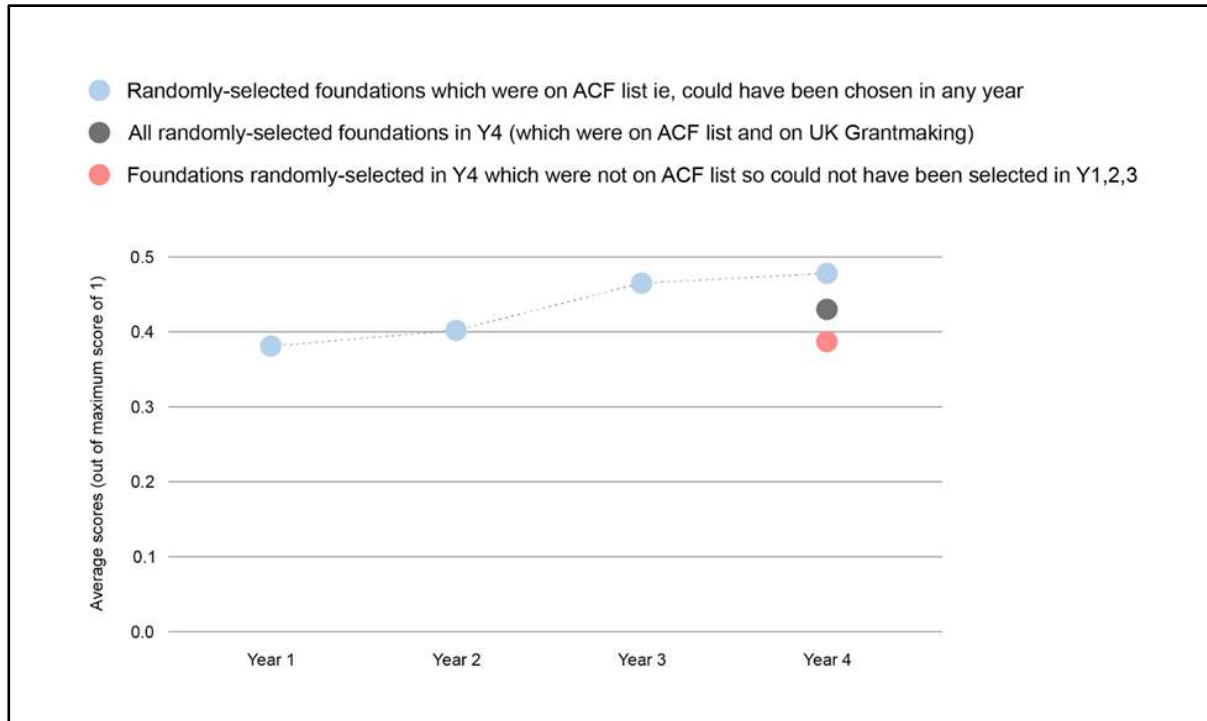 Randomly-selected foundations which were on ACF list ie, could have been chosen in any year
All randomly-selected foundations in Y4 (which were on ACF list and on UK Grantmaking)
Foundations randomly-selected in Y4 which were not on ACF list so could not have been selected in Y1,2,3
Average scores (out of maximum score of 1)
0.5
0.4
0.3
0.2
0.1
0.0
Year 1
Year 2
Year 3
Year 4